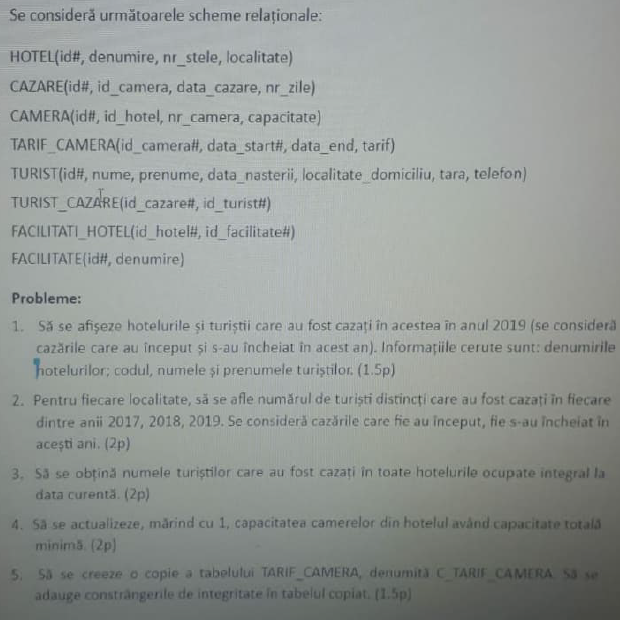 Se consideră următoarele scheme relaționale:
HOTEL(id#, denumire, nr_stele, localitate)
CAZARE(id#, id_camera, data_cazare, nr_zile)
CAMERA(id#, id_hotel, nr_camera, capacitate)
TARIF_CAMERA(id_camera#, data_start#, data_end, tarif)
TURIST(id#, nume, prenume, data_nasterii, localitate_domiciliu, tara, telefon)
TURIST_CAZARE(id_cazare#, id_turist#)
FACILITATI_HOTEL(id_hotel#, id_facilitate#)
FACILITATE(id#, denumire)
Probleme:
1. Să se afișeze hotelurile și turiștii care au fost cazați în acestea în anul 2019 (se consideră
cazările care au început și s-au încheiat în acest an). Informațiile cerute sunt: denumirile
hotelurilor; codul, numele și prenumele turiștilor. (1.5p)
2. Pentru fiecare localitate, să se afle numărul de turiști distincți care au fost cazați în fiecare
dintre anii 2017, 2018, 2019. Se consideră cazările care fie au început, fie s-au încheiat în
acești ani. (2p)
3. Să se obțină numele turiștilor care au fost cazați în toate hotelurile ocupate integral la
data curentă. (2p)
4. Să se actualizeze, mărind cu 1, capacitatea camerelor din hotelul având capacitate totală
minimă. (2p)
5. Să se creeze o copie a tabelului TARIF_CAMERA, denumită C_TARIF_CAMERA. Să se
adauge constrângerile de integritate în tabelul copiat. (1.5p)